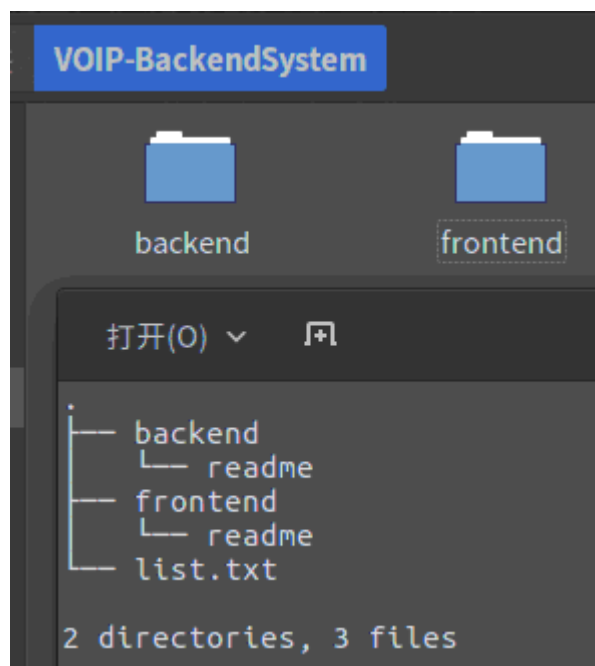 VOIP-BackendSystem
backend
frontend
打开(O)
.
├── backend
│   └── readme
├── frontend
│   └── readme
└── list.txt
2 directories, 3 files